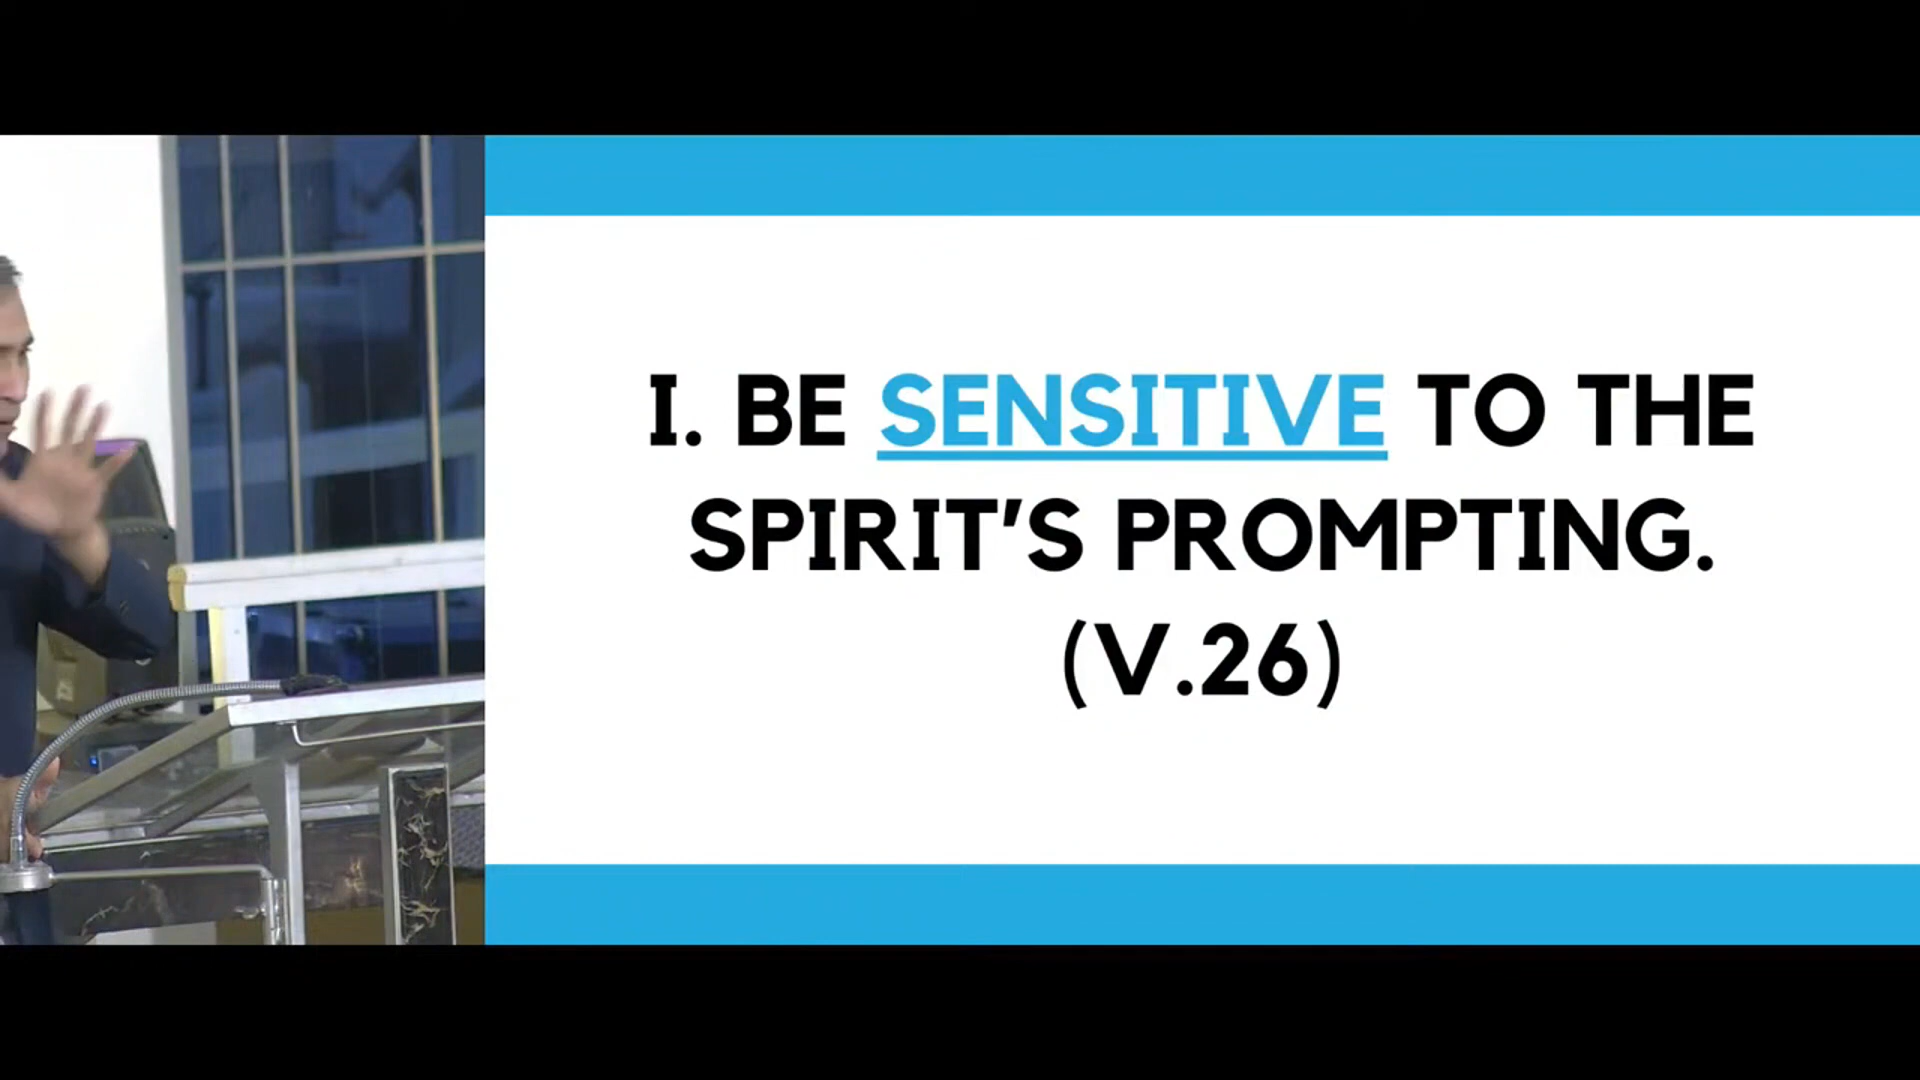 I. BE SENSITIVE TO THE
SPIRIT'S PROMPTING.
(V.26)